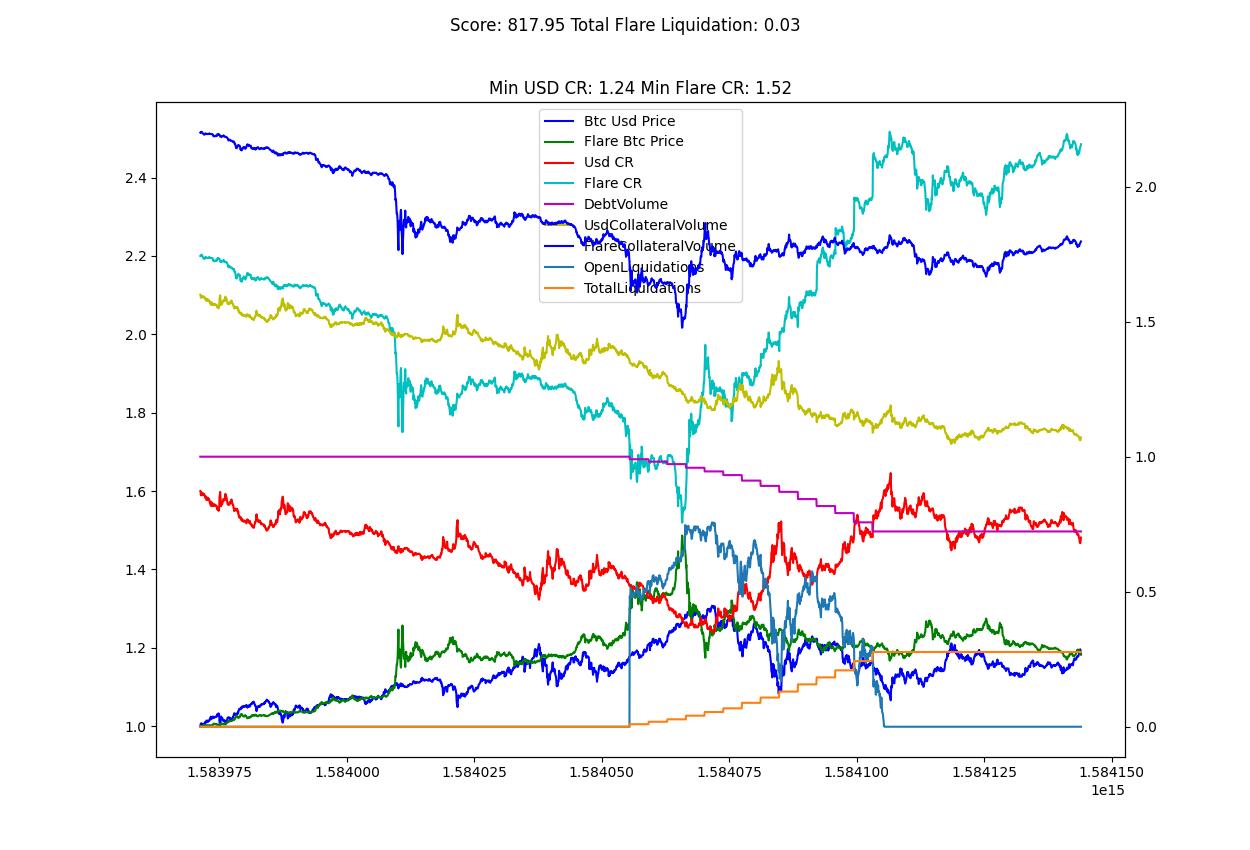 Score: 817.95 Total Flare Liquidation: 0.03
Min USD CR: 1.24 Min Flare CR: 1.52
Btc Usd Price
Flare Btc Price
Usd CR
Flare CR
DebtVolume
UsdCollateralVolume
FlareCollateralVolume
OpenLiquidations
TotalLiquidations
2.4
2.2
2.0
1.8
1.6
1.4
1.2
1.0
2.0
1.5
1.0
0.5
0.0
1.583975 1.584000 1.584025 1.584050 1.584075 1.584100 1.584125 1.584150
1e15